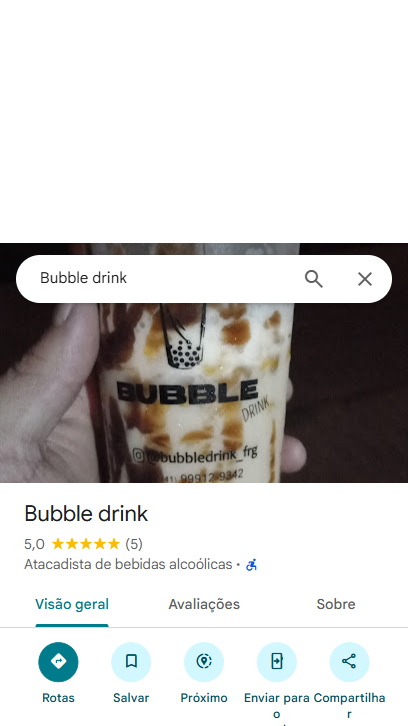 Bubble drink
BUBBLE
DRINK
@bubbledrink_frg
(41) 99912-9342
Bubble drink
5,0 (5)
Atacadista de bebidas alcoólicas ·
Visão geral Avaliações Sobre
Rotas Salvar Próximo Enviar para o Compartilhar